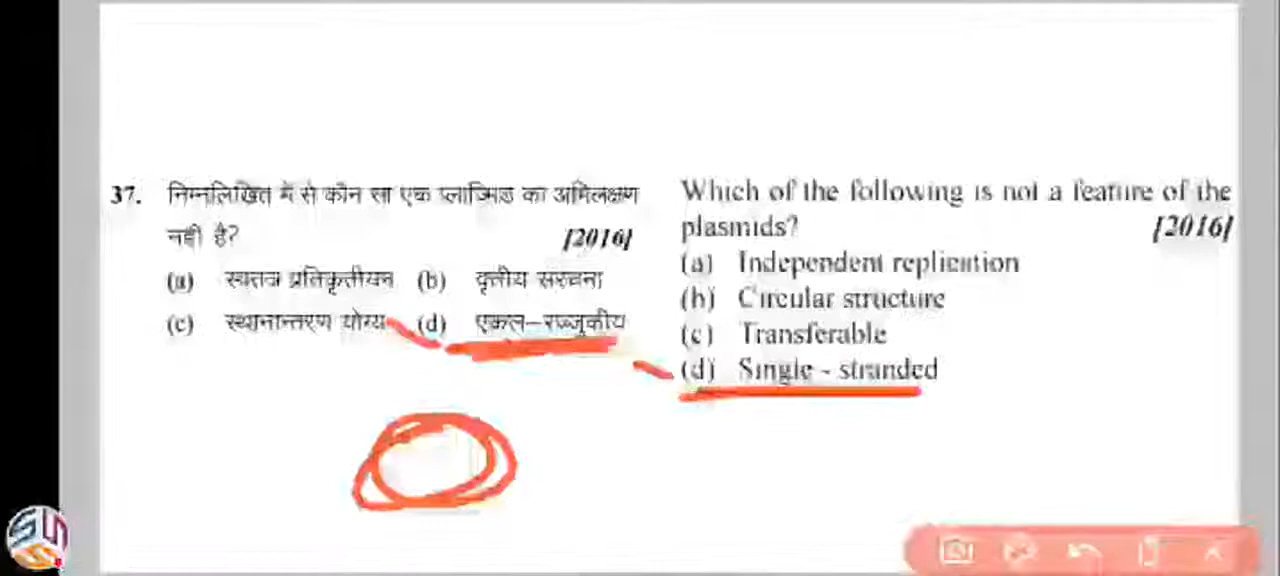 37. निम्नलिखित में से कौन सा एक प्लाज्मिड का अभिलक्षण
नहीं है? [2016]
(a) स्वतंत्र प्रतिकृतीयन (b) वृत्तीय संरचना
(c) स्थानान्तरण योग्य (d) एकल-रज्जुकीय
Which of the following is not a feature of the
plasmids? [2016]
(a) Independent replication
(b) Circular structure
(c) Transferable
(d) Single - stranded